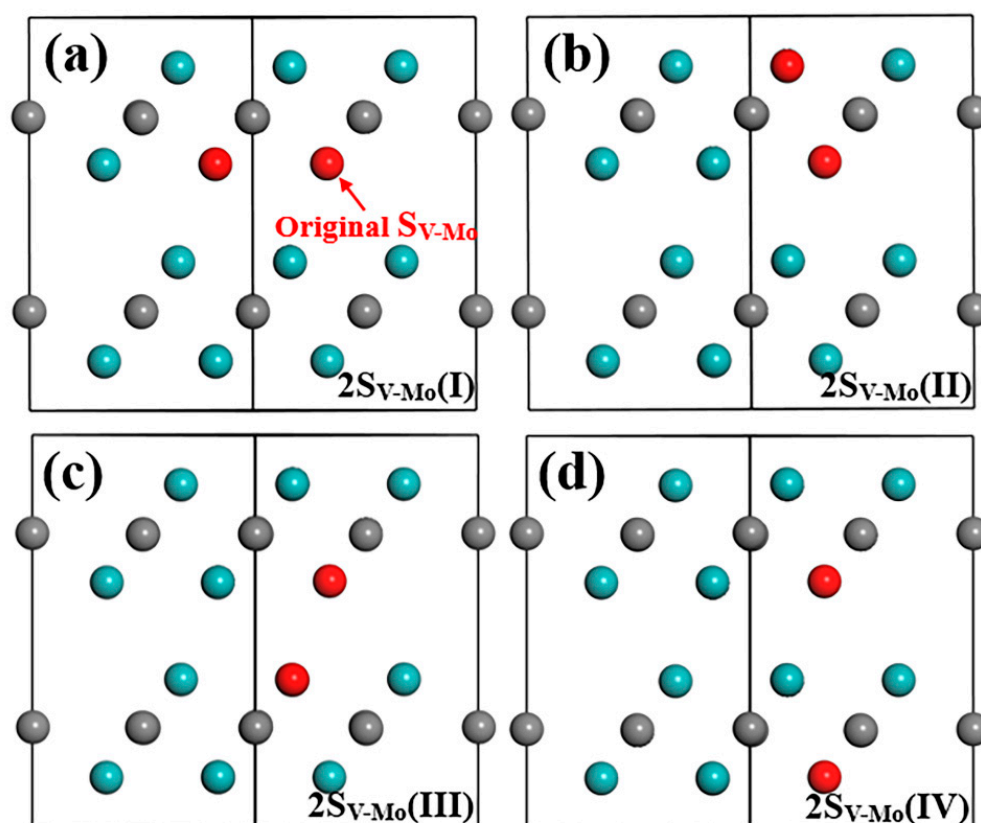 (a)
Original SV-Mo
2SV-Mo(I)
(b)
2SV-Mo(II)
(c)
2SV-Mo(III)
(d)
2SV-Mo(IV)